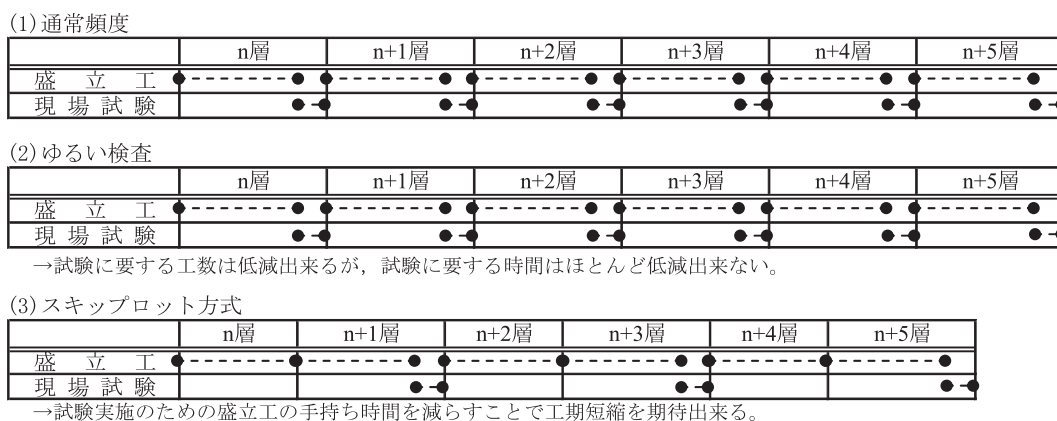 (1)通常頻度
n層 n+1層 n+2層 n+3層 n+4層 n+5層
盛立工
現場試験
(2)ゆるい検査
n層 n+1層 n+2層 n+3層 n+4層 n+5層
盛立工
現場試験
→試験に要する工数は低減出来るが，試験に要する時間はほとんど低減出来ない。
(3)スキップロット方式
n層 n+1層 n+2層 n+3層 n+4層 n+5層
盛立工
現場試験
→試験実施のための盛立工の手持ち時間を減らすことで工期短縮を期待出来る。